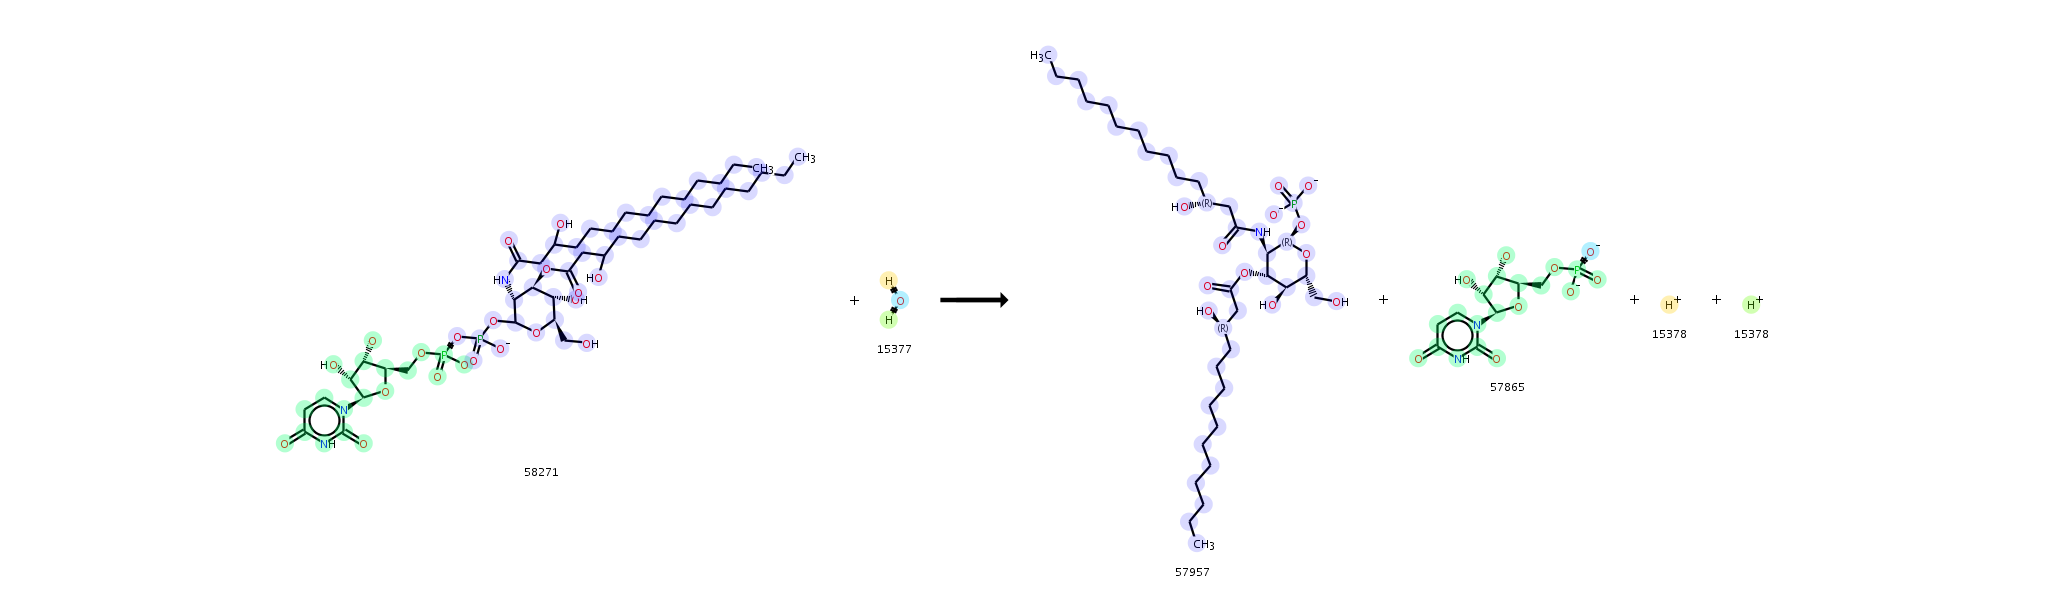 H3C
CH3
CH3
O O-
P
HO (R)
O-
O
OH
O
NH (R)
O
HN
O
O
O
O
HO
H
O
OH
O
+
O
H
HO
OH
HO
(R)
O
OH
O
HO
O-
P
O
O
O-
N
O
O
NH
O
+
H+
+
H+
15377
15378
15378
O
O
P
O
P
O-
O
O
O
HO
O
O
N
O
NH
O
57865
58271
CH3
57957